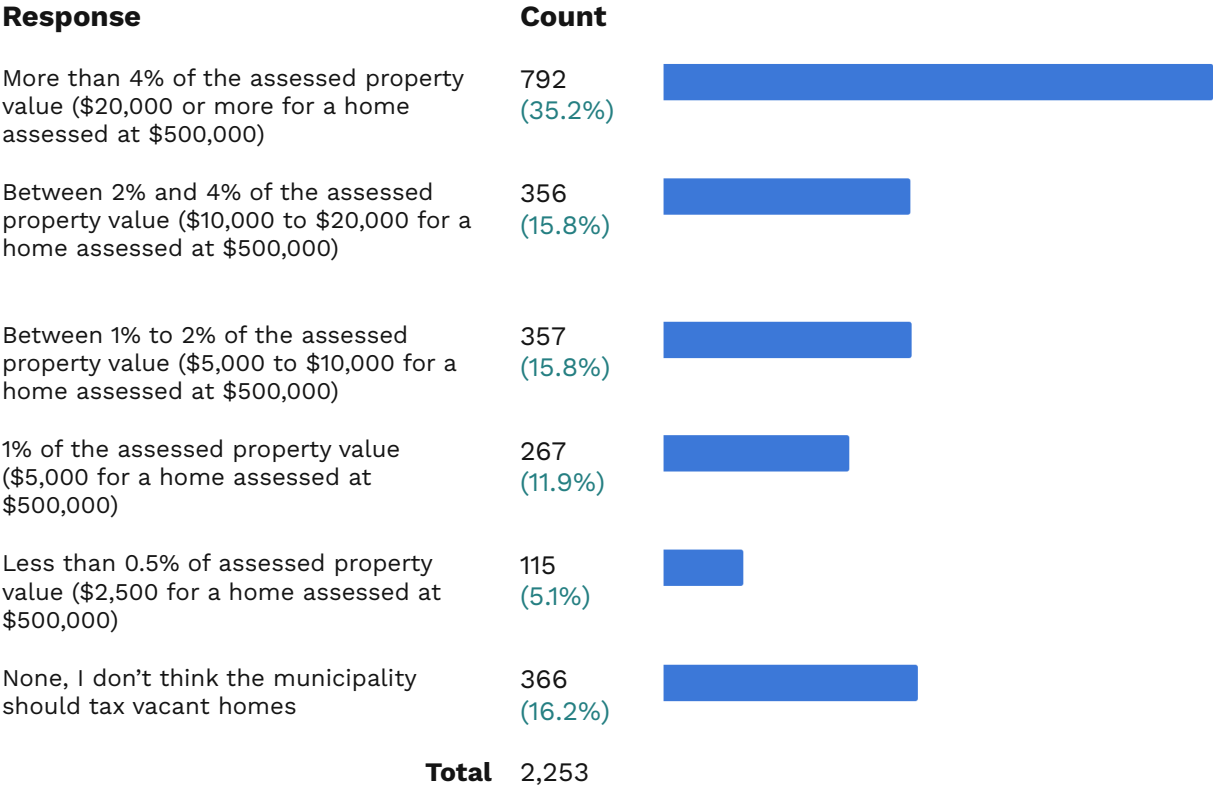 Response Count
More than 4% of the assessed property
value ($20,000 or more for a home
assessed at $500,000)
792
(35.2%)
Between 2% and 4% of the assessed
property value ($10,000 to $20,000 for a
home assessed at $500,000)
356
(15.8%)
Between 1% to 2% of the assessed
property value ($5,000 to $10,000 for a
home assessed at $500,000)
357
(15.8%)
1% of the assessed property value
($5,000 for a home assessed at
$500,000)
267
(11.9%)
Less than 0.5% of assessed property
value ($2,500 for a home assessed at
$500,000)
115
(5.1%)
None, I don’t think the municipality
should tax vacant homes
366
(16.2%)
Total 2,253